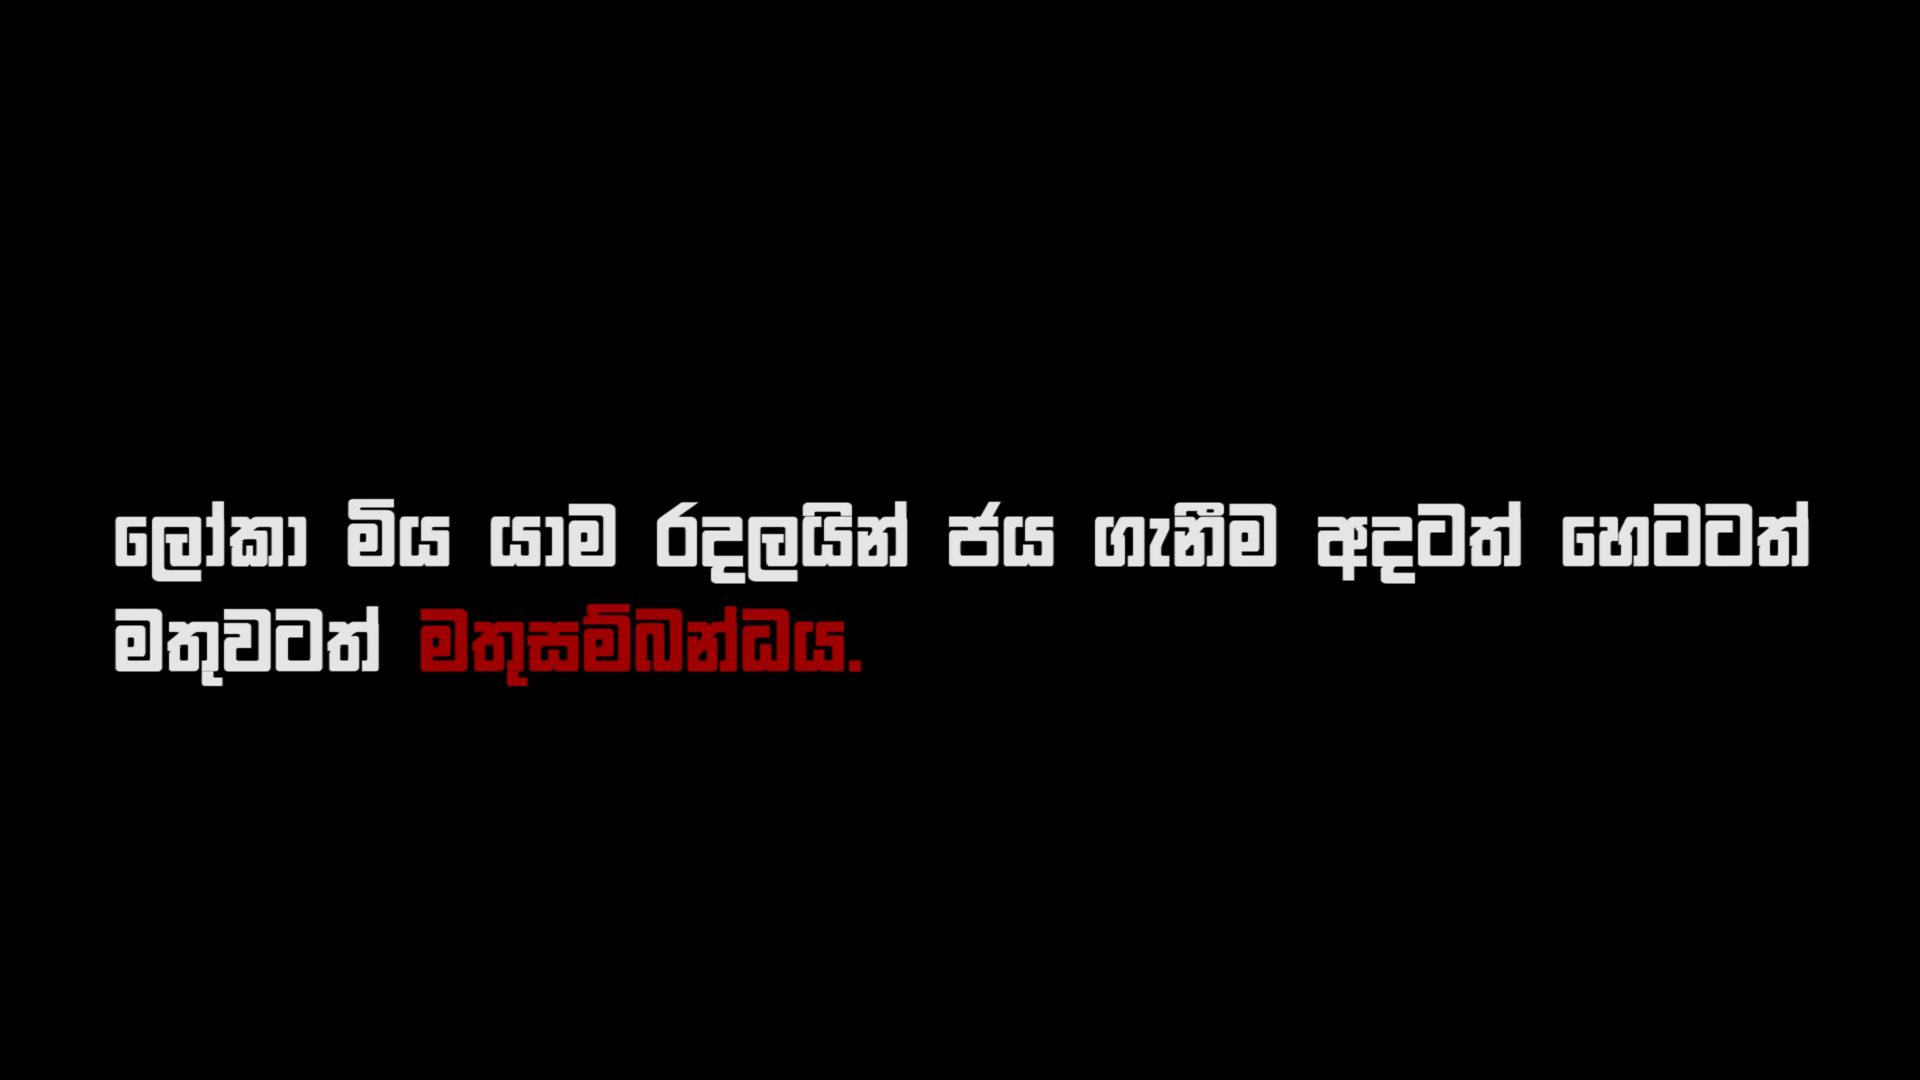 ලෝකා මිය යාම රදලයින් ජය ගැනීම අදටත් හෙටටත්
මතුවටත් මතුසම්බන්ධය.